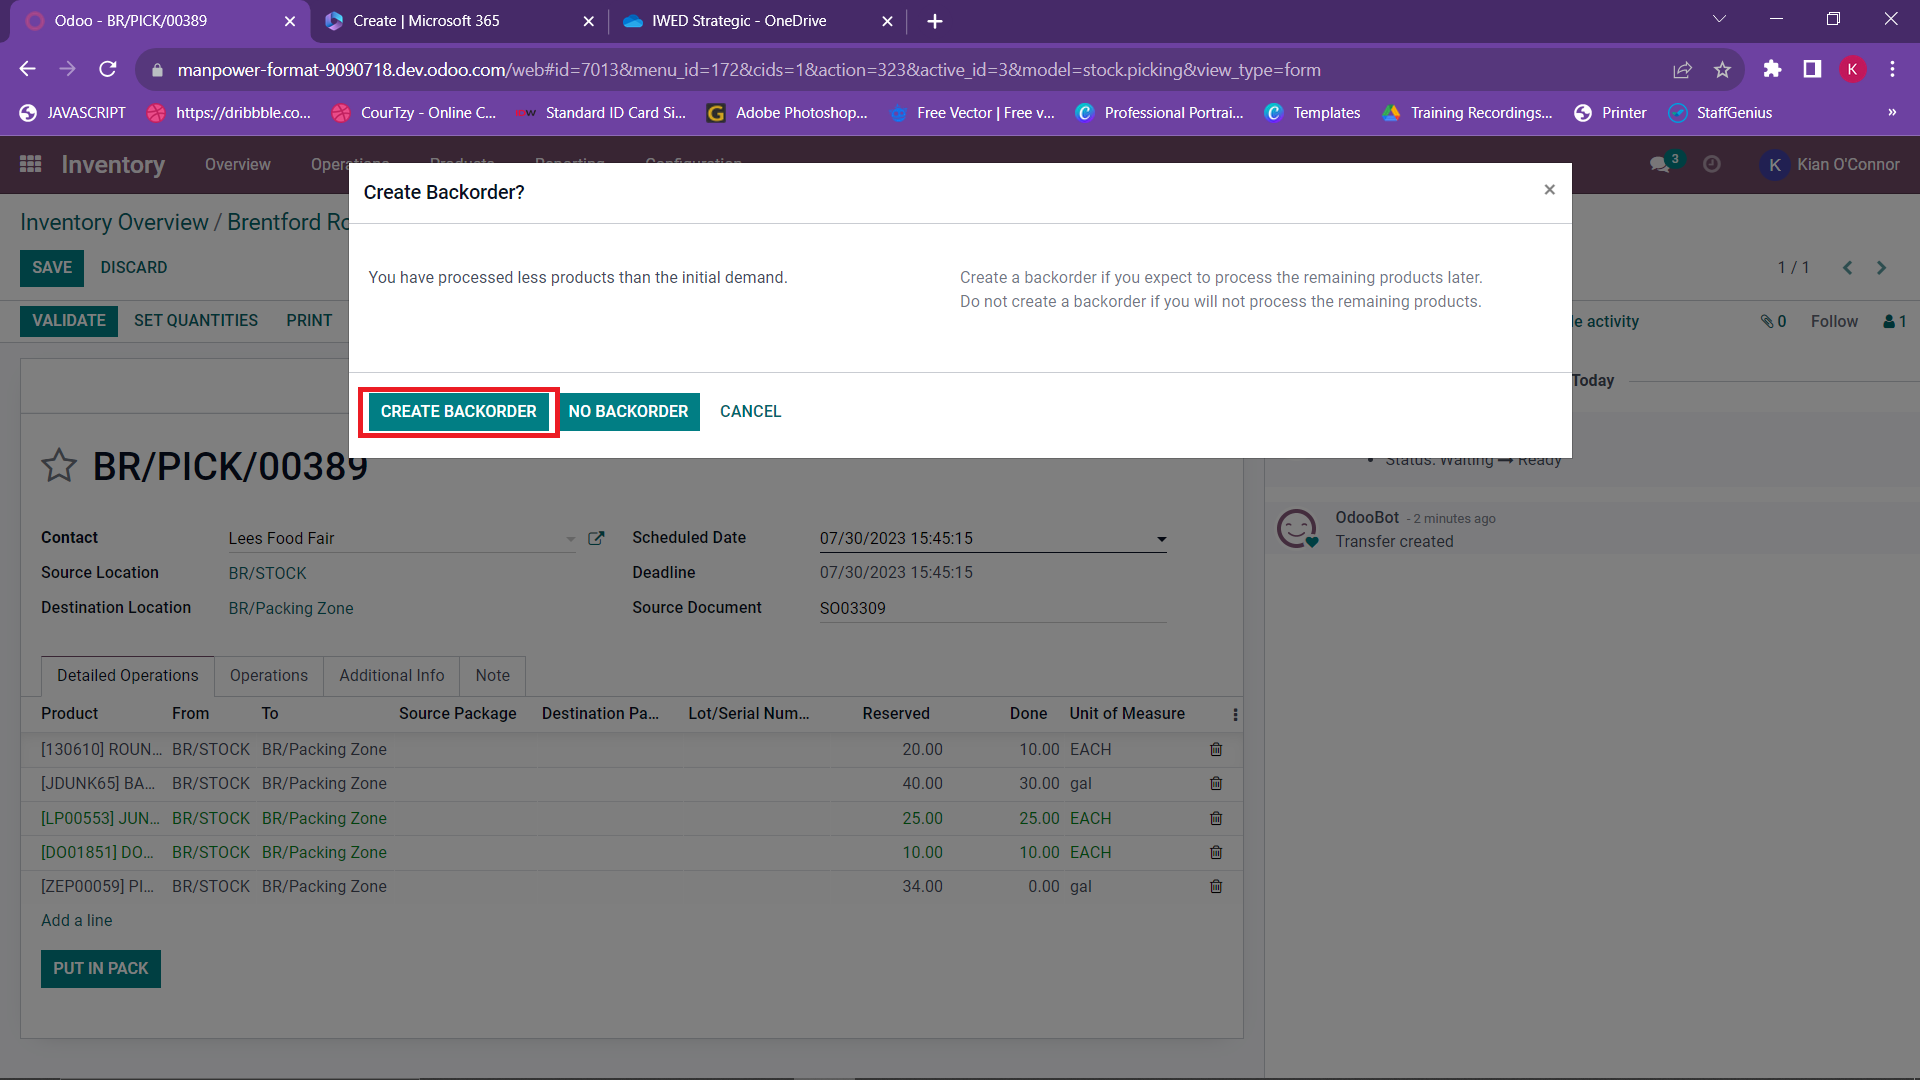 Odoo - BR/PICK/00389
Create | Microsoft 365
IWED Strategic - OneDrive
manpower-format-9090718.dev.odoo.com/web#id=7013&menu_id=172&cids=1&action=323&active_id=3&model=stock.picking&view_type=form
K
JAVASCRIPT
https://dribbble.co...
CourTzy - Online C...
Standard ID Card Si...
Adobe Photoshop...
Free Vector | Free v...
Professional Portrai...
Templates
Training Recordings...
Printer
StaffGenius
»
Inventory
Overview
Operations
Products
Reporting
Configuration
3
K
Kian O'Connor
Create Backorder?
×
Inventory Overview / Brentford Ro
SAVE
DISCARD
1 / 1
You have processed less products than the initial demand.
Create a backorder if you expect to process the remaining products later.
Do not create a backorder if you will not process the remaining products.
VALIDATE
SET QUANTITIES
PRINT
le activity
0
Follow
1
Today
CREATE BACKORDER
NO BACKORDER
CANCEL
BR/PICK/00389
Status: Waiting → Ready
OdooBot - 2 minutes ago
Transfer created
Contact
Lees Food Fair
Scheduled Date
07/30/2023 15:45:15
Source Location
BR/STOCK
Deadline
07/30/2023 15:45:15
Destination Location
BR/Packing Zone
Source Document
SO03309
Detailed Operations
Operations
Additional Info
Note
Product From To Source Package Destination Pa... Lot/Serial Num... Reserved Done Unit of Measure
[130610] ROUN... BR/STOCK BR/Packing Zone 20.00 10.00 EACH
[JDUNK65] BA... BR/STOCK BR/Packing Zone 40.00 30.00 gal
[LP00553] JUN... BR/STOCK BR/Packing Zone 25.00 25.00 EACH
[DO01851] DO... BR/STOCK BR/Packing Zone 10.00 10.00 EACH
[ZEP00059] PI... BR/STOCK BR/Packing Zone 34.00 0.00 gal
Add a line
PUT IN PACK